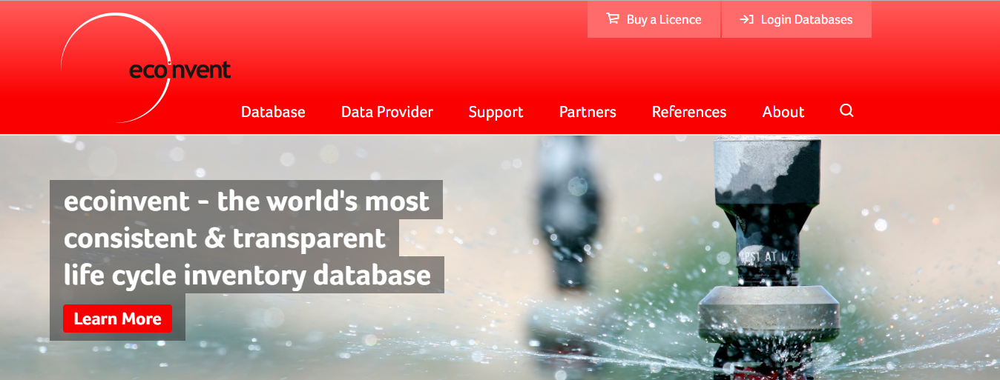 Buy a Licence
Login Databases
ecoinvent
Database
Data Provider
Support
Partners
References
About
ecoinvent - the world's most
consistent & transparent
life cycle inventory database
Learn More
PSI AT